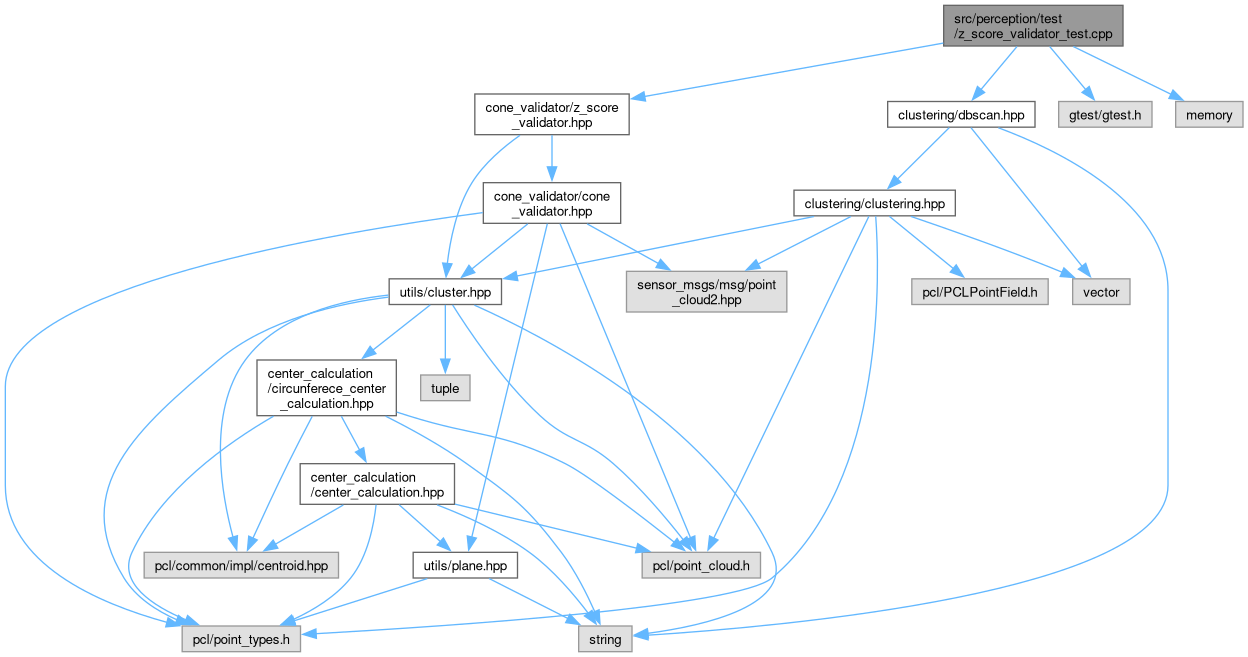 src/perception/test
/z_score_validator_test.cpp
cone_validator/z_score
_validator.hpp
clustering/dbscan.hpp
gtest/gtest.h
memory
cone_validator/cone
_validator.hpp
clustering/clustering.hpp
utils/cluster.hpp
sensor_msgs/msg/point
_cloud2.hpp
pcl/PCLPointField.h
vector
center_calculation
/circunferece_center
_calculation.hpp
tuple
center_calculation
/center_calculation.hpp
pcl/common/impl/centroid.hpp
utils/plane.hpp
pcl/point_cloud.h
pcl/point_types.h
string